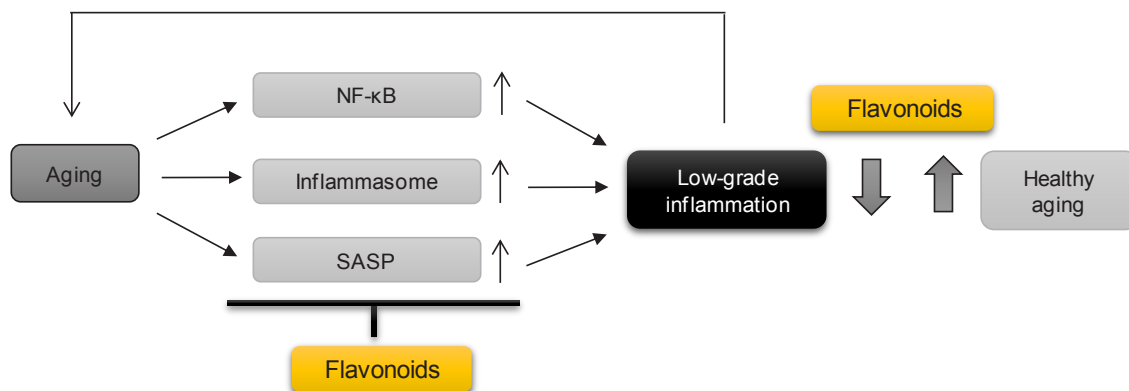 NF-κB
Flavonoids
Aging
Inflammasome
Low-grade
inflammation
Healthy
aging
SASP
Flavonoids